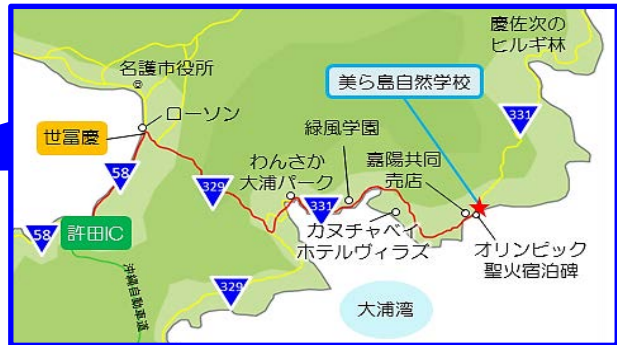 慶佐次の
ヒルギ林
名護市役所
美ら島自然学校
ローソン
331
世冨慶
緑風学園
嘉陽共同
売店
58
わんさか
大浦パーク
329
331
58
許田IC
カヌチャベイ
ホテルヴィラズ
オリンピック
聖火宿泊碑
沖縄自動車道
329
大浦湾